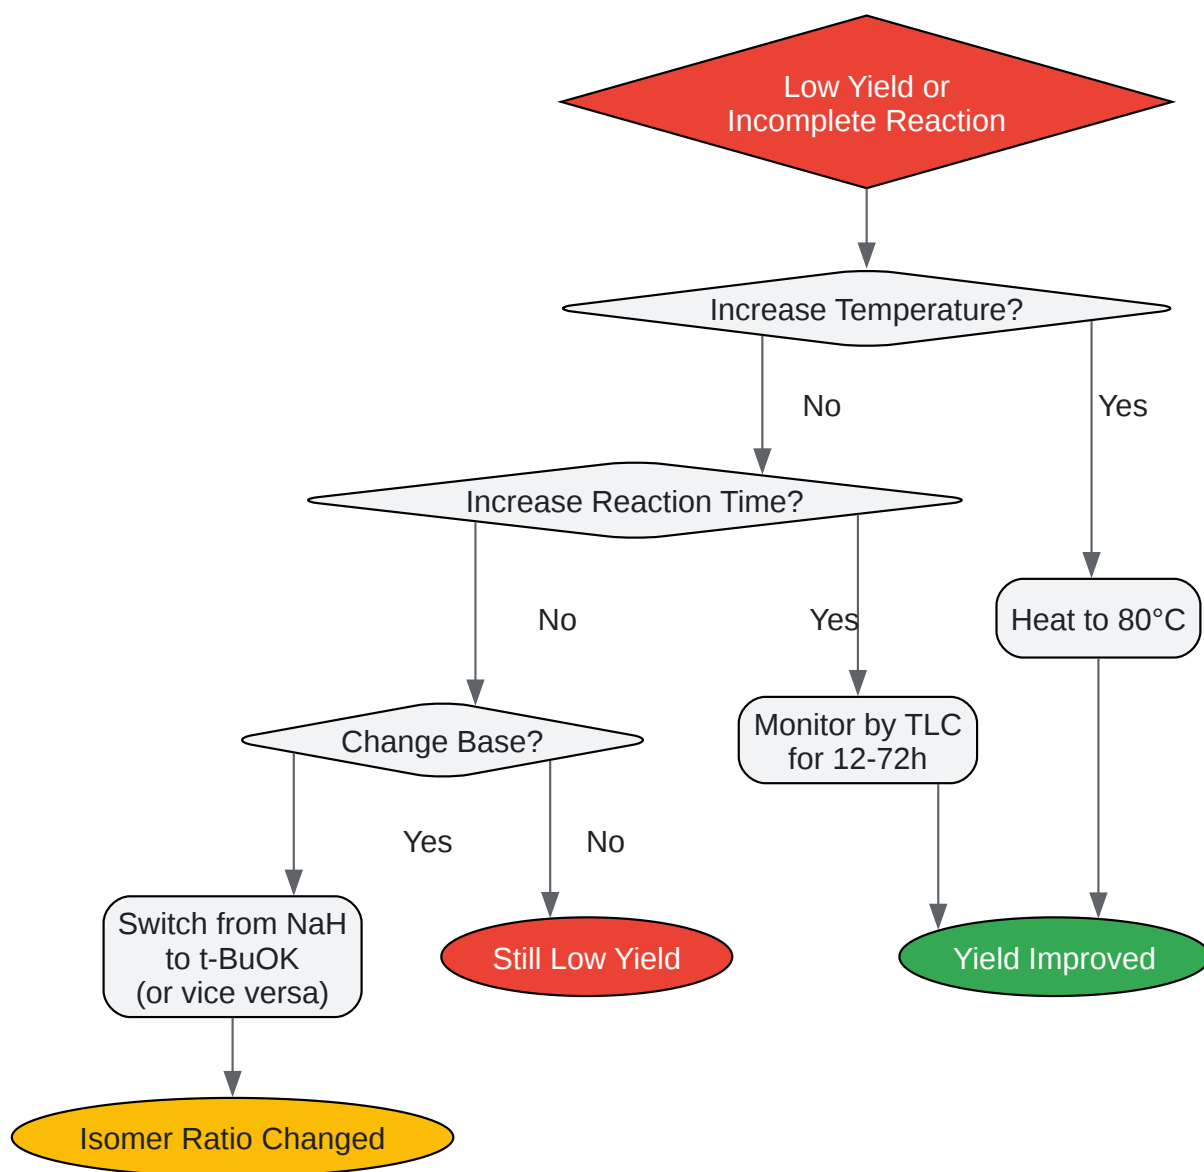 Low Yield or
Incomplete Reaction
Increase Temperature?
No
Yes
Increase Reaction Time?
No
Yes
Heat to 80°C
Monitor by TLC
for 12-72h
Change Base?
Yes
No
Switch from NaH
to t-BuOK
(or vice versa)
Still Low Yield
Yield Improved
Isomer Ratio Changed